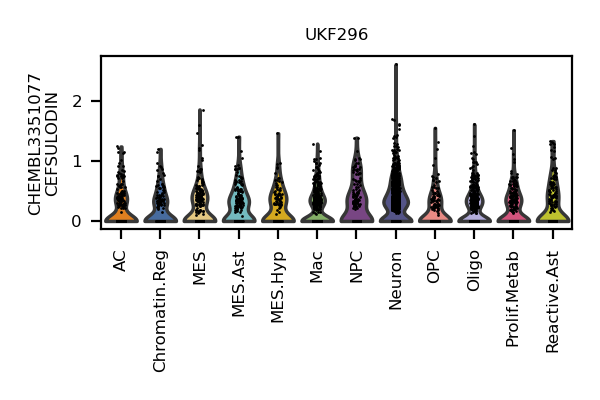 UKF296
CHEMBL3351077
CEFSULODIN
2
1
0
AC
Chromatin.Reg
MES
MES.Ast
MES.Hyp
Mac
NPC
Neuron
OPC
Oligo
Prolif.Metab
Reactive.Ast